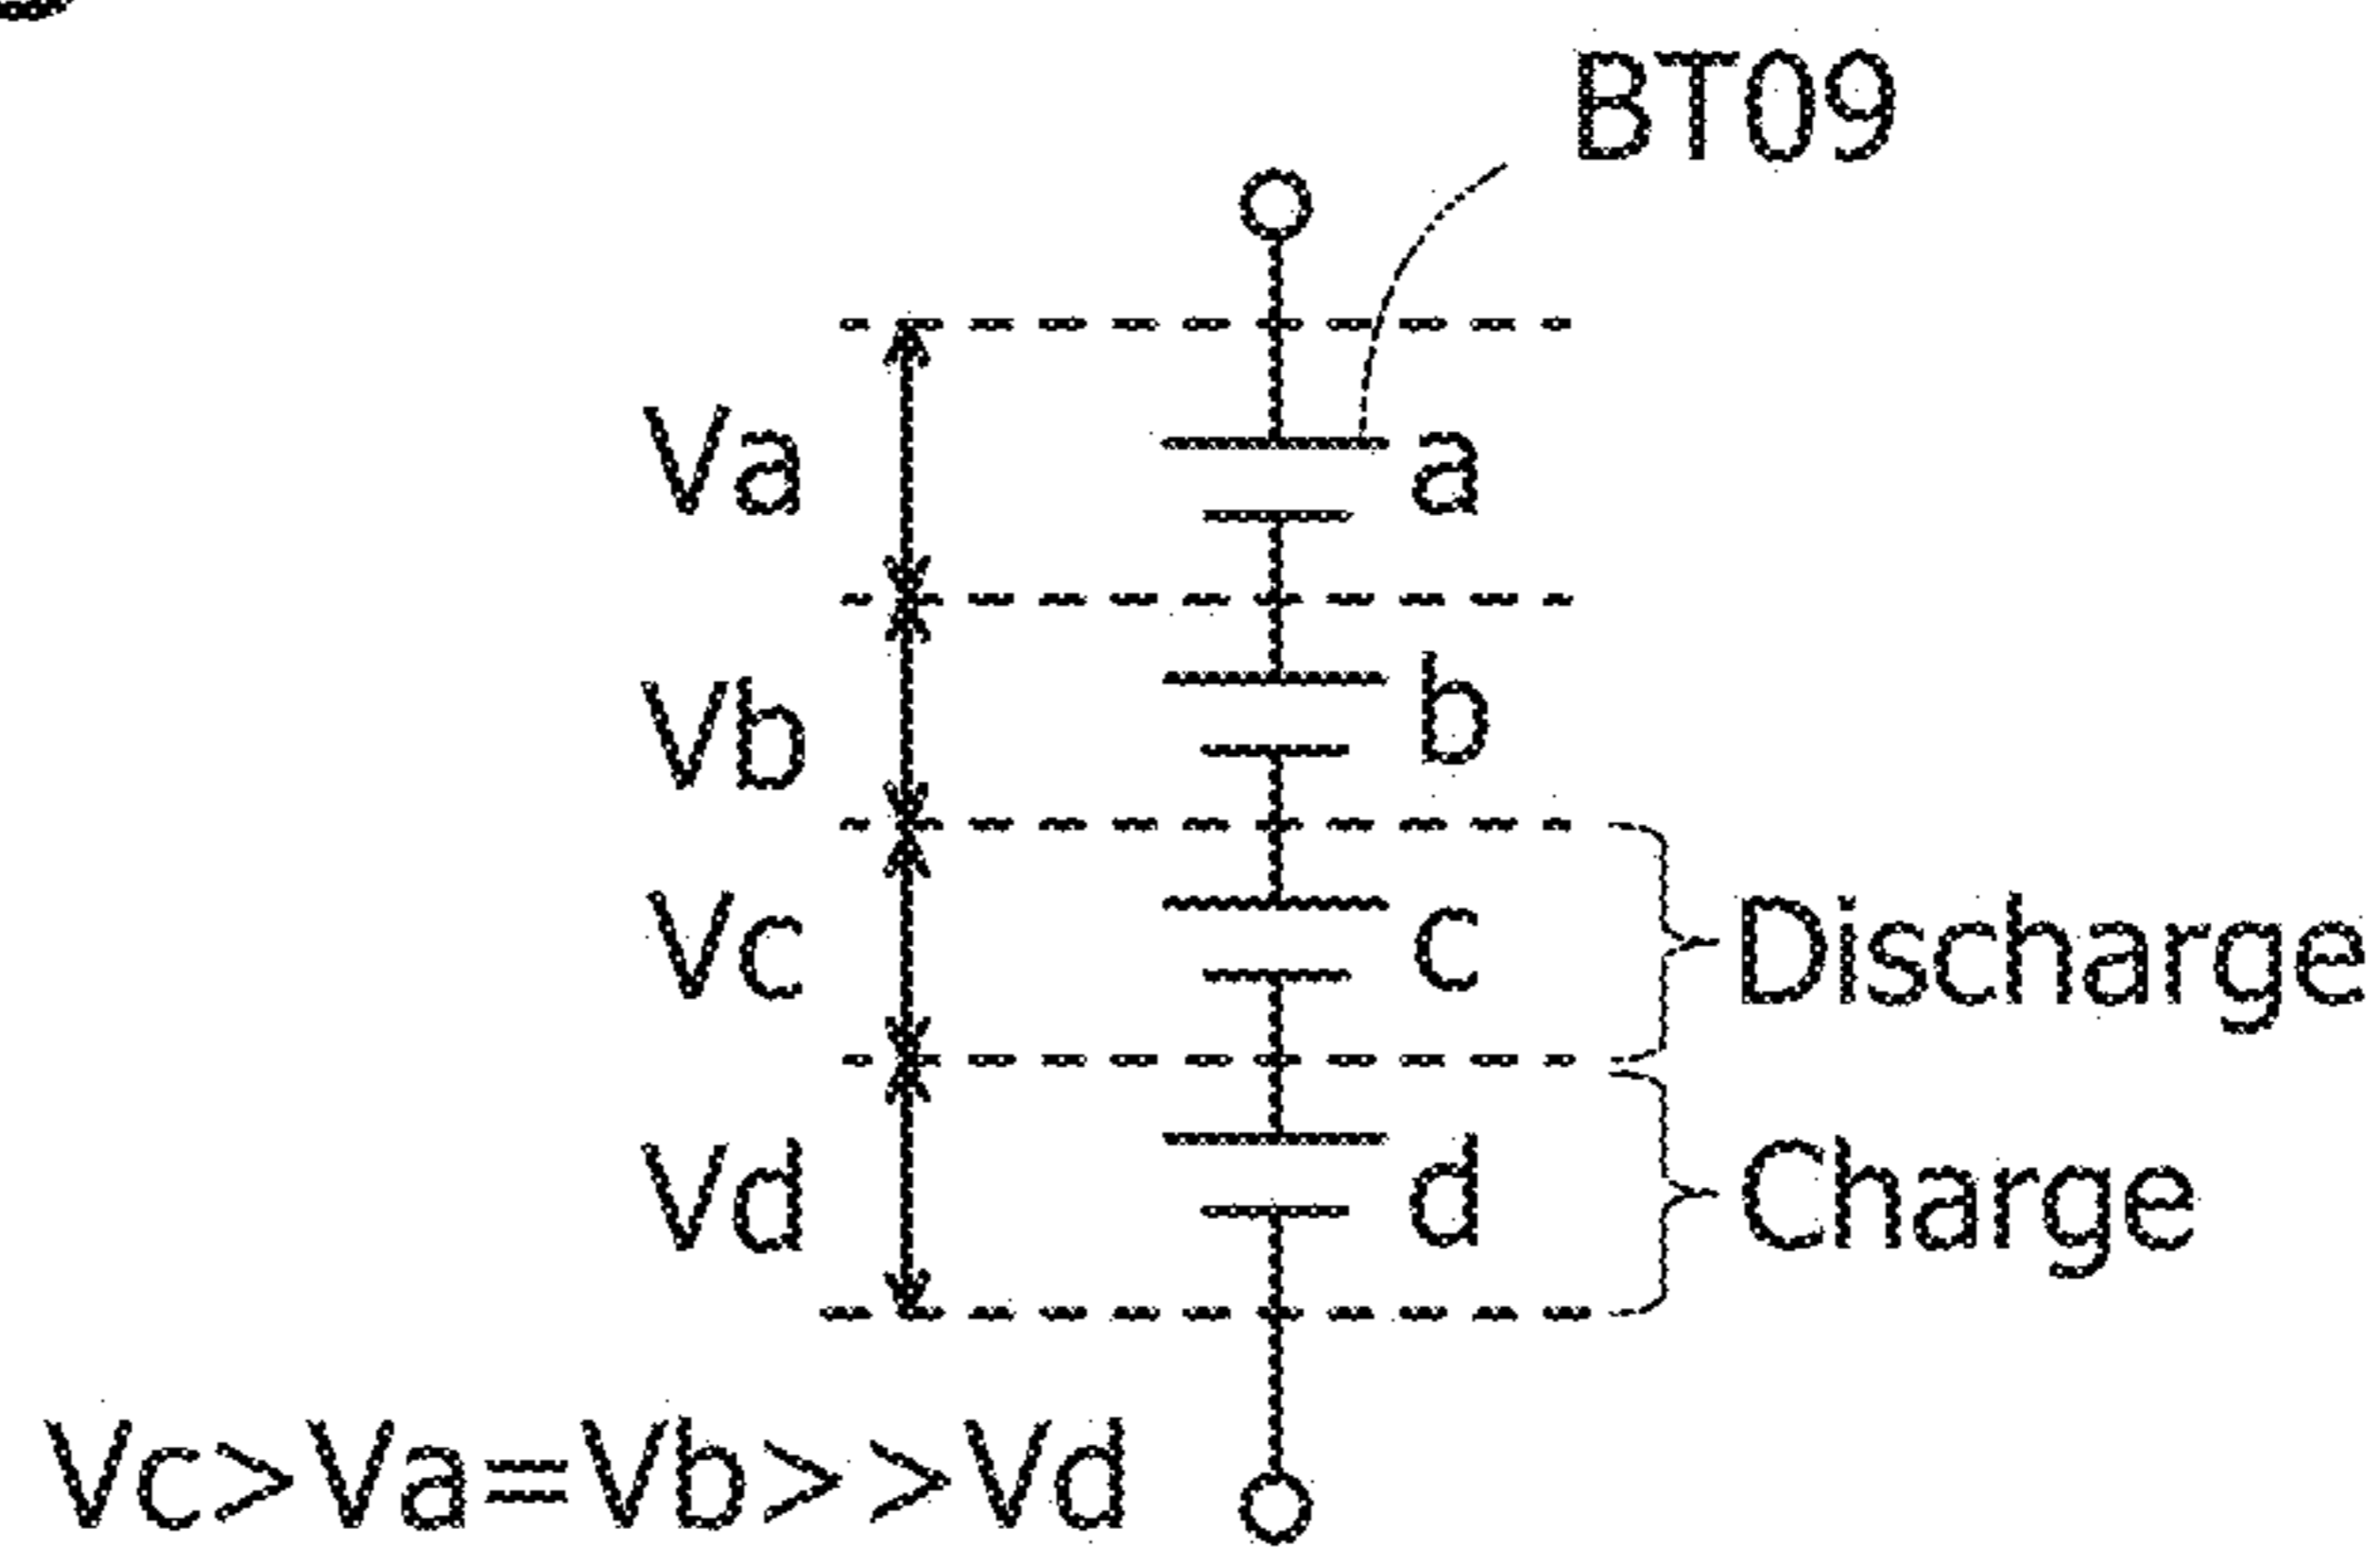 BT09
Va
a
Vb
b
Vc
c
Discharge
Vd
d
Charge
Vc>Va=Vb>>Vd